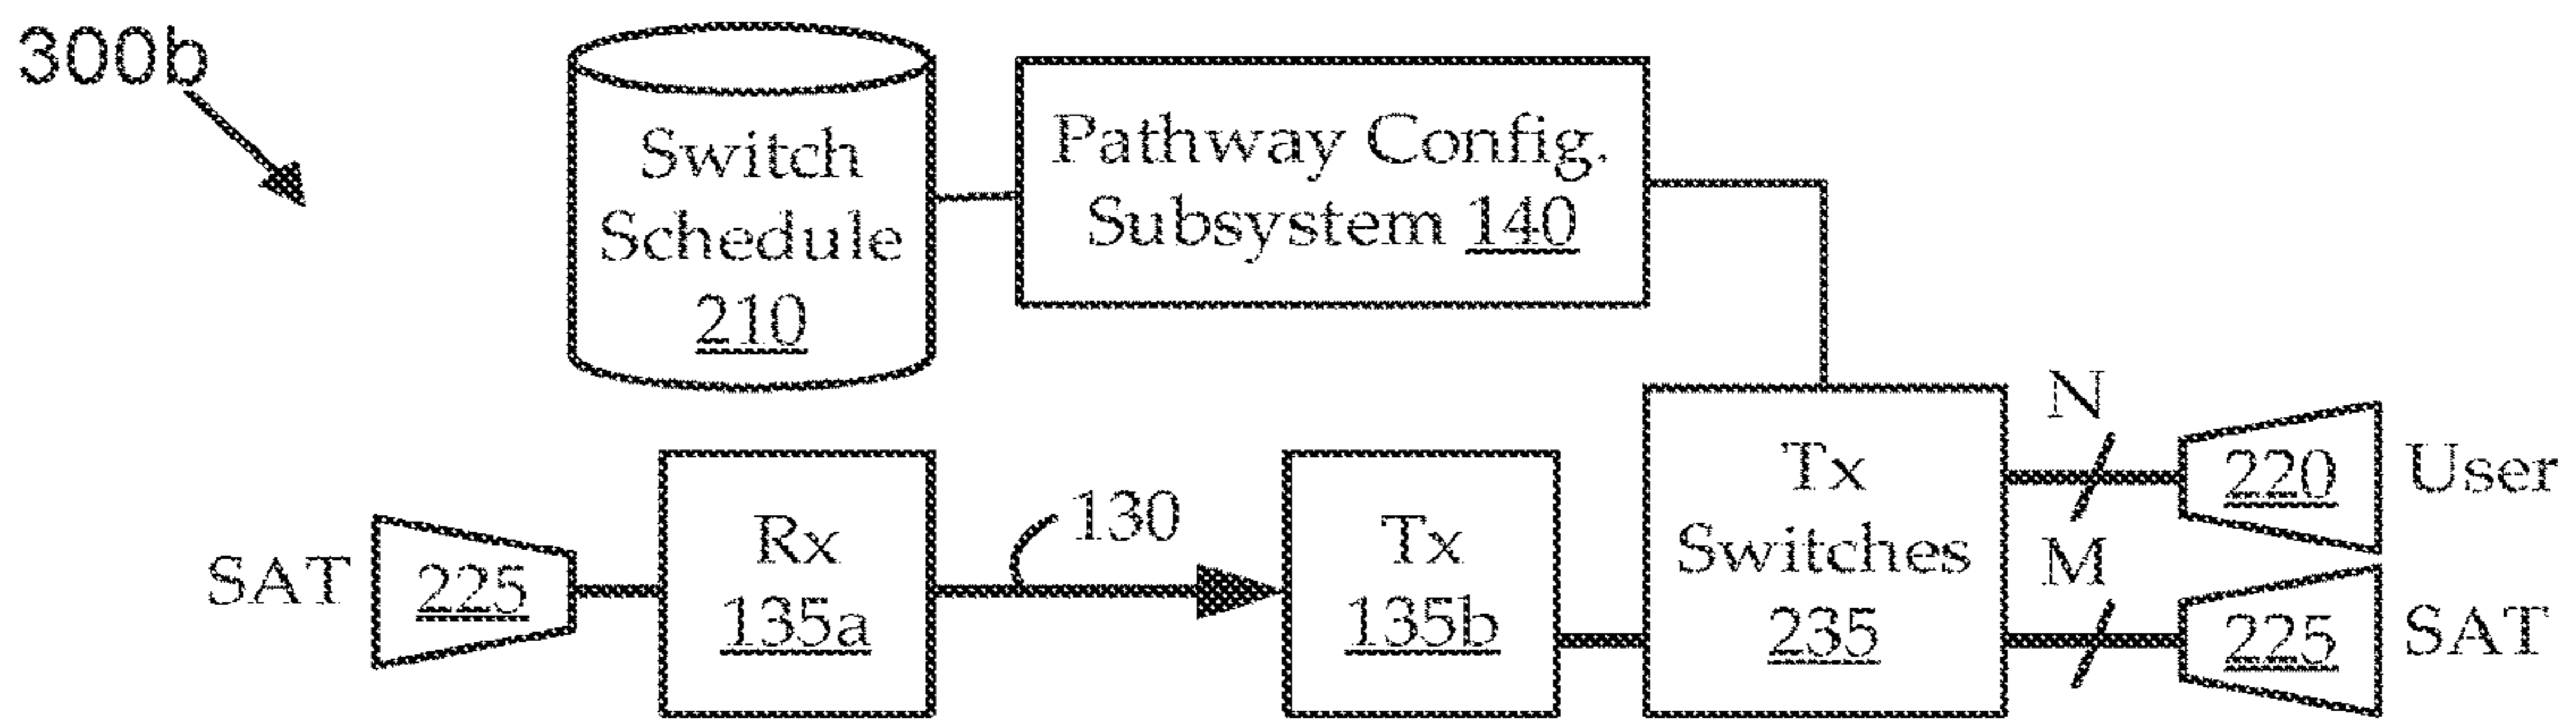 300b
Switch
Schedule
210
Pathway Config.
Subsystem 140
SAT
225
Rx
135a
130
Tx
135b
Tx
Switches
235
N
220
User
M
225
SAT